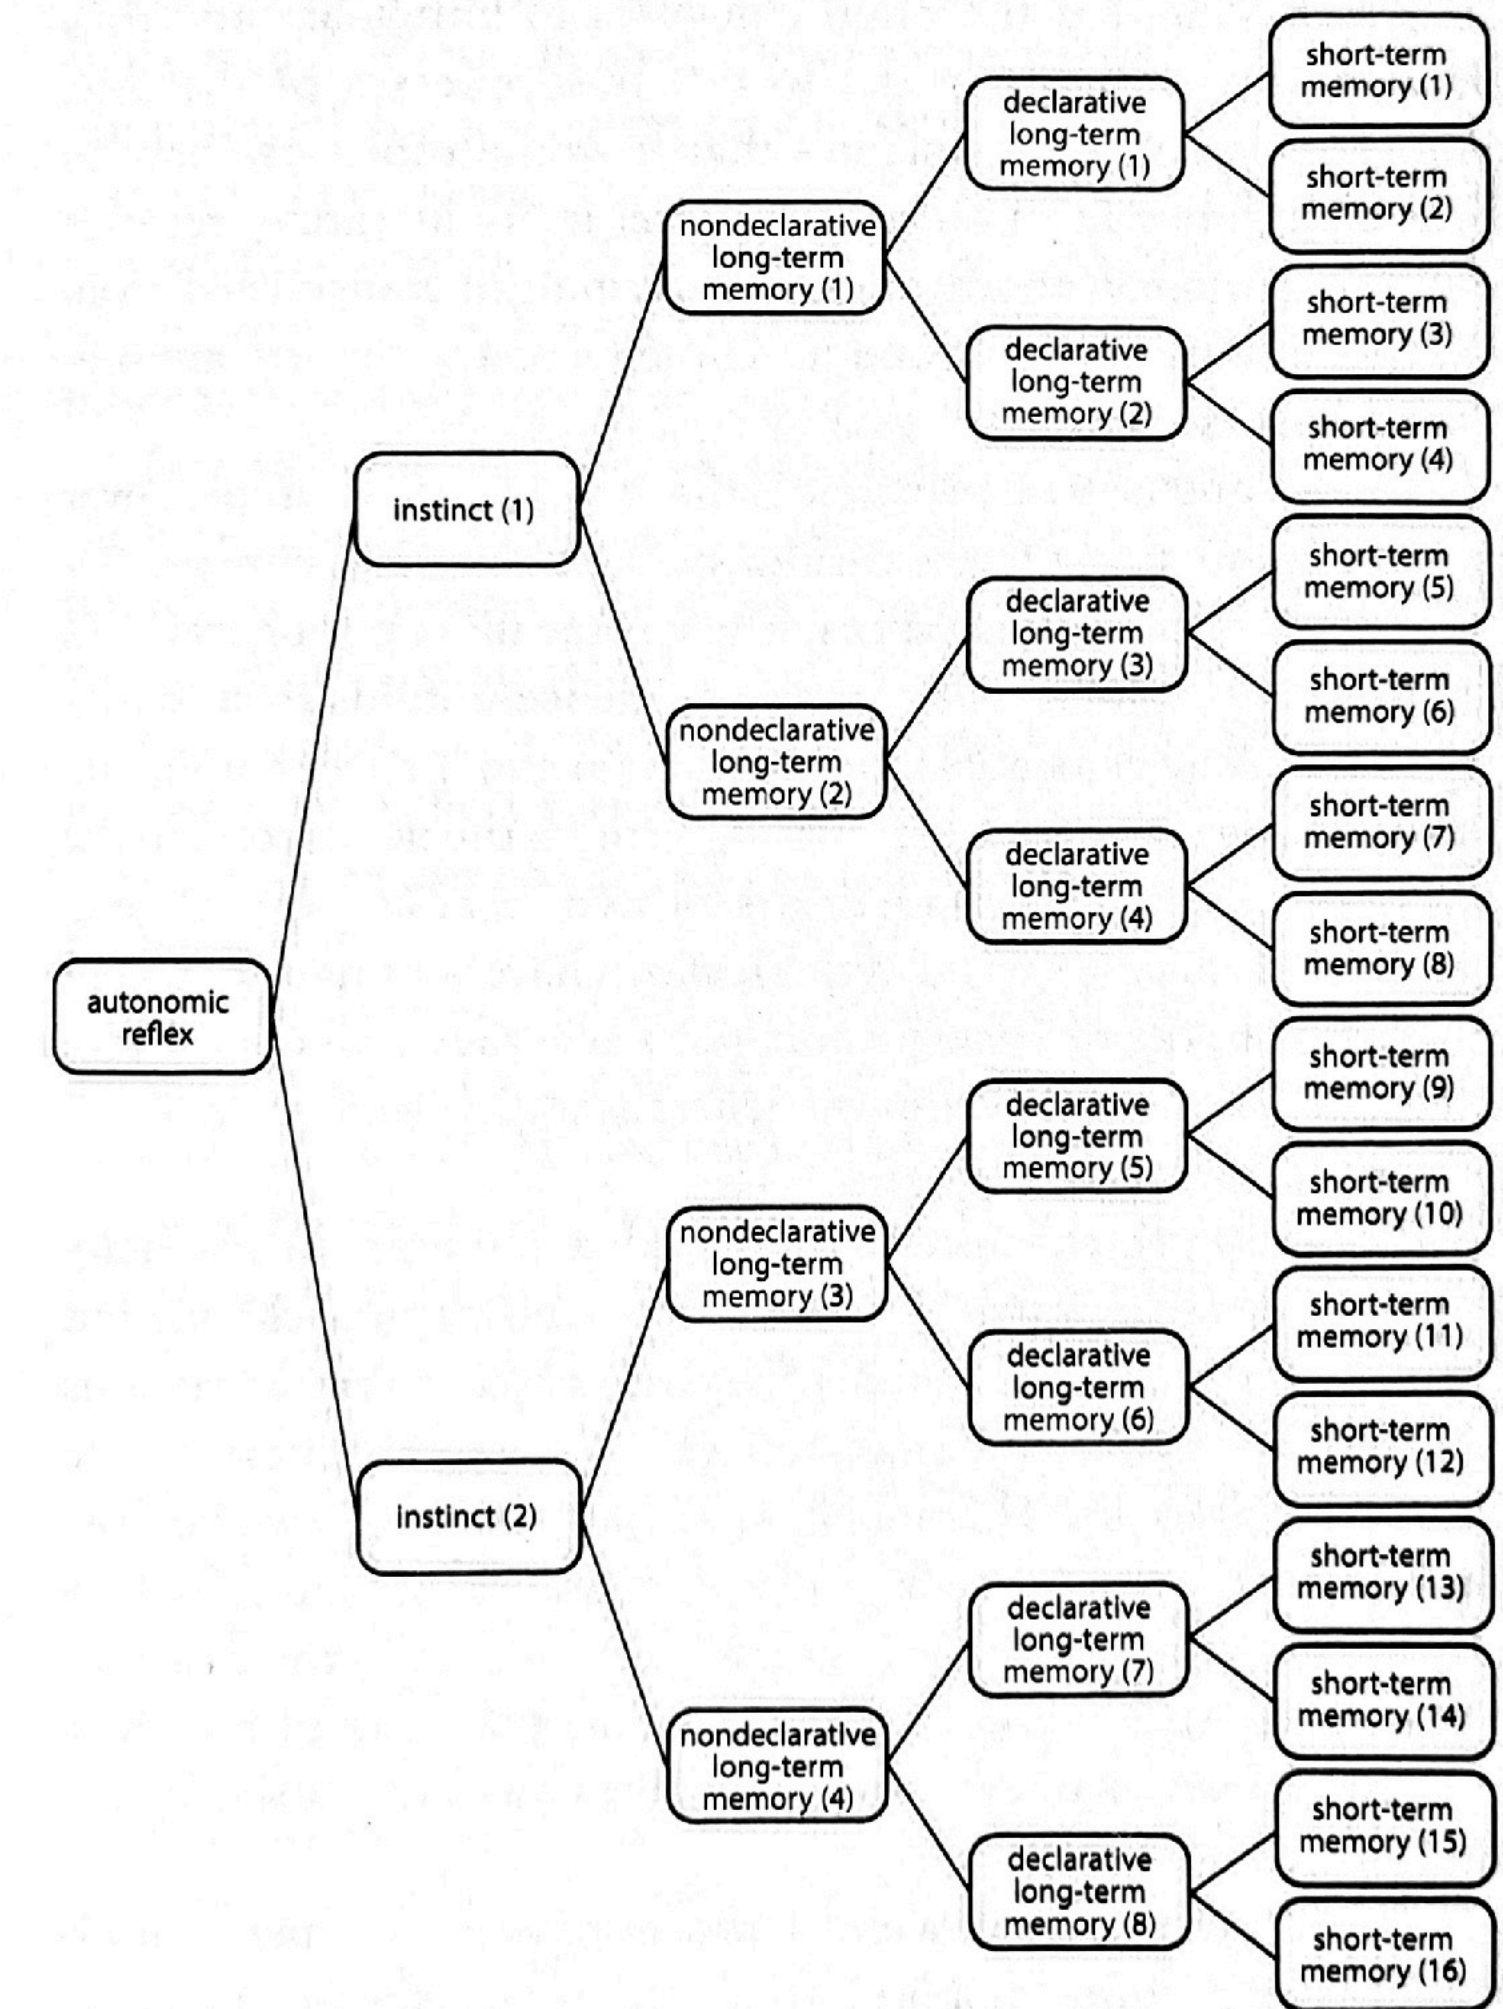 autonomic
reflex
instinct (1)
instinct (2)
nondeclarative
long-term
memory (1)
nondeclarative
long-term
memory (2)
nondeclarative
long-term
memory (3)
nondeclarative
long-term
memory (4)
declarative
long-term
memory (1)
declarative
long-term
memory (2)
declarative
long-term
memory (3)
declarative
long-term
memory (4)
declarative
long-term
memory (5)
declarative
long-term
memory (6)
declarative
long-term
memory (7)
declarative
long-term
memory (8)
short-term
memory (1)
short-term
memory (2)
short-term
memory (3)
short-term
memory (4)
short-term
memory (5)
short-term
memory (6)
short-term
memory (7)
short-term
memory (8)
short-term
memory (9)
short-term
memory (10)
short-term
memory (11)
short-term
memory (12)
short-term
memory (13)
short-term
memory (14)
short-term
memory (15)
short-term
memory (16)